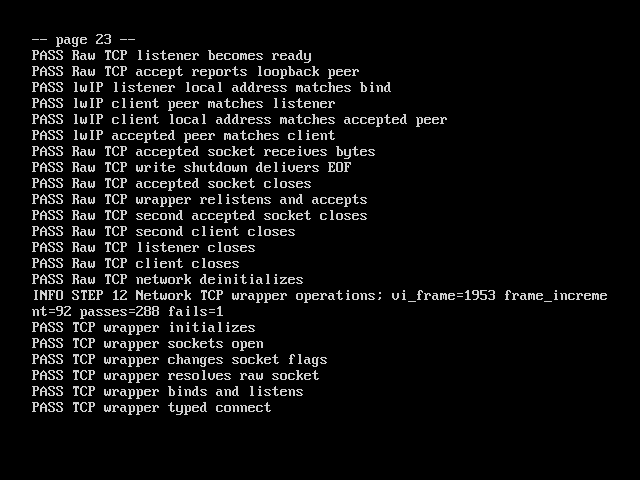 -- page 23 --
PASS Raw TCP listener becomes ready
PASS Raw TCP accept reports loopback peer
PASS lwIP listener local address matches bind
PASS lwIP client peer matches listener
PASS lwIP client local address matches accepted peer
PASS lwIP accepted peer matches client
PASS Raw TCP accepted socket receives bytes
PASS Raw TCP write shutdown delivers EOF
PASS Raw TCP accepted socket closes
PASS Raw TCP wrapper relistens and accepts
PASS Raw TCP second accepted socket closes
PASS Raw TCP second client closes
PASS Raw TCP listener closes
PASS Raw TCP client closes
PASS Raw TCP network deinitializes
INFO STEP 12 Network TCP wrapper operations; vi_frame=1953 frame_increme
nt=92 passes=288 fails=1
PASS TCP wrapper initializes
PASS TCP wrapper sockets open
PASS TCP wrapper changes socket flags
PASS TCP wrapper resolves raw socket
PASS TCP wrapper binds and listens
PASS TCP wrapper typed connect